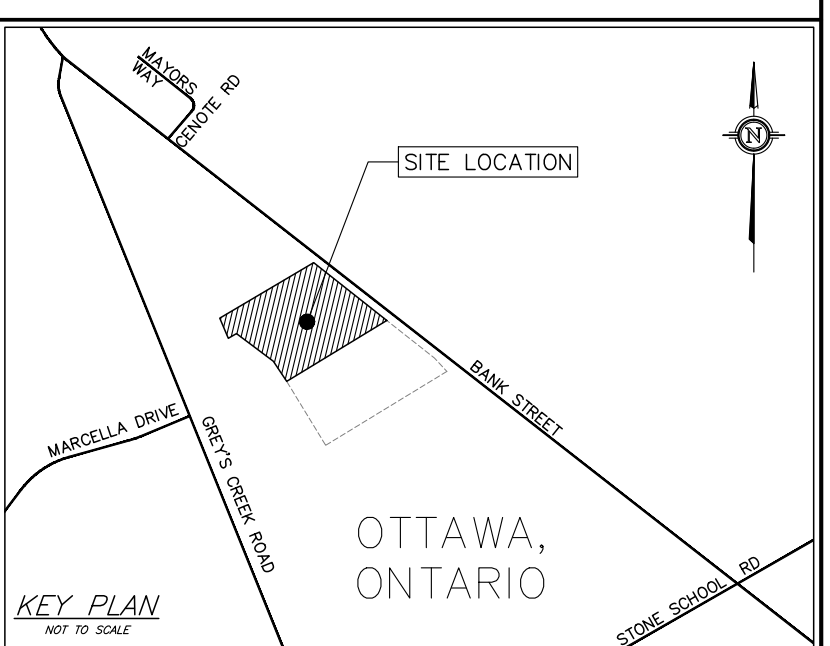 MAYORS
WAY
CENOTE RD
N
SITE LOCATION
BANK STREET
MARCELLA DRIVE
GREY'S CREEK ROAD
OTTAWA,
ONTARIO
STONE SCHOOL RD
KEY PLAN
NOT TO SCALE